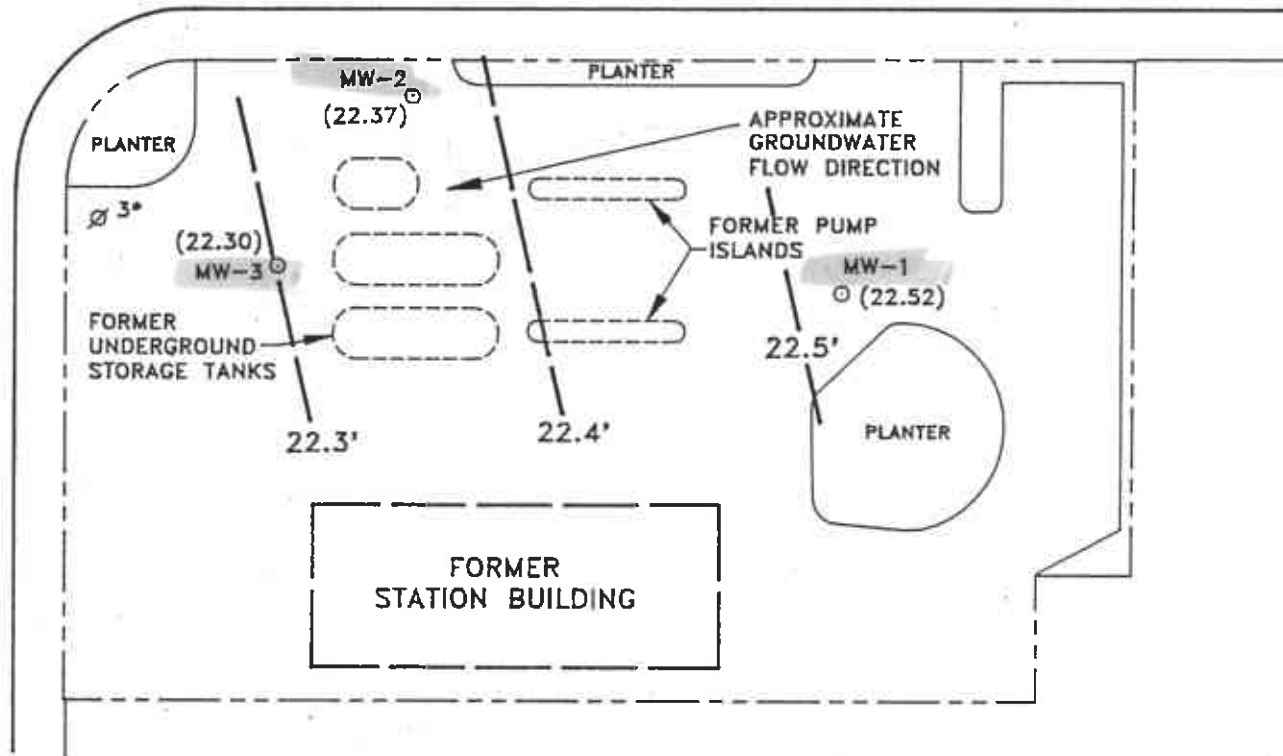 MW-2
(22.37)
PLANTER
PLANTER
APPROXIMATE
GROUNDWATER
FLOW DIRECTION
3*
FORMER PUMP
ISLANDS
(22.30)
MW-3
MW-1
(22.52)
FORMER
UNDERGROUND
STORAGE TANKS
22.5'
22.3'
22.4'
PLANTER
FORMER
STATION BUILDING